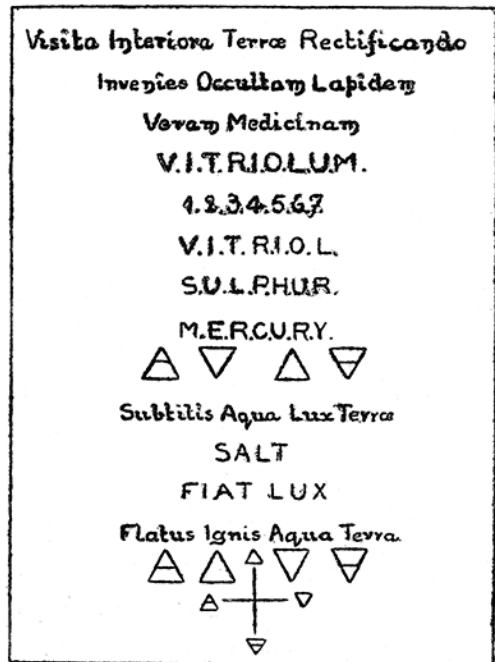 Visita Interiora Terræ Rectificando
Invenies Occultam Lapidem
Veram Medicinam
V.I.T.R.I.O.L.U.M.
1.2.3.4.5.6.7.
V.I.T.R.I.O.L.
S.U.L.P.H.U.R.
M.E.R.C.U.R.Y.
Subtilis Aqua Lux Terræ
SALT
FIAT LUX
Flatus Ignis Aqua Terra.